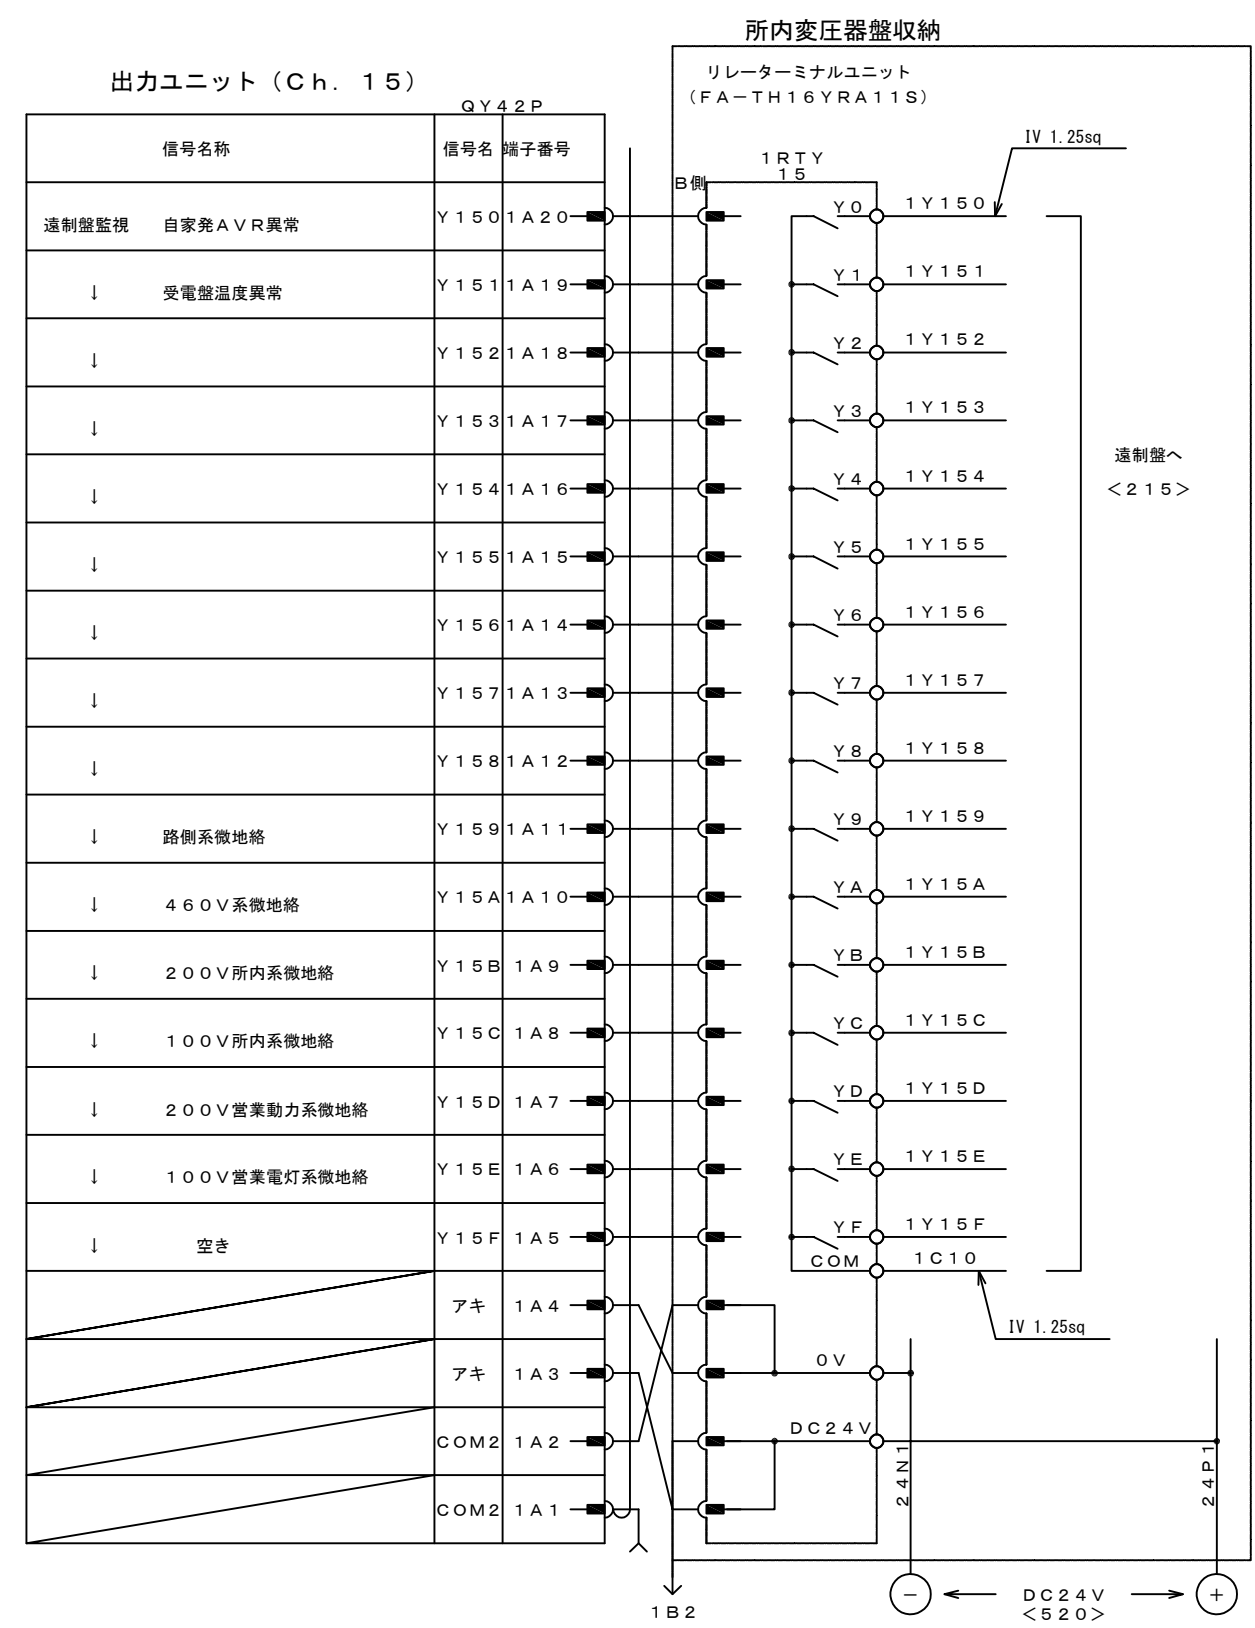 所内変圧器盤収納
出力ユニット（Ｃｈ．　１５）
リレーターミナルユニット
（ＦＡ－ＴＨ１６ＹＲＡ１１Ｓ）
ＱＹ４２Ｐ
信号名称　信号名　端子番号
IV 1.25sq
１ＲＴＹ
１５
Ｂ側
遠制盤監視　自家発ＡＶＲ異常　Ｙ１５０　１Ａ２０　Ｙ０　１Ｙ１５０
↓　受電盤温度異常　Ｙ１５１　１Ａ１９　Ｙ１　１Ｙ１５１
↓　Ｙ１５２　１Ａ１８　Ｙ２　１Ｙ１５２
↓　Ｙ１５３　１Ａ１７　Ｙ３　１Ｙ１５３
遠制盤へ
↓　Ｙ１５４　１Ａ１６　Ｙ４　１Ｙ１５４　＜２１５＞
↓　Ｙ１５５　１Ａ１５　Ｙ５　１Ｙ１５５
↓　Ｙ１５６　１Ａ１４　Ｙ６　１Ｙ１５６
↓　Ｙ１５７　１Ａ１３　Ｙ７　１Ｙ１５７
↓　Ｙ１５８　１Ａ１２　Ｙ８　１Ｙ１５８
↓　路側系微地絡　Ｙ１５９　１Ａ１１　Ｙ９　１Ｙ１５９
↓　４６０Ｖ系微地絡　Ｙ１５Ａ　１Ａ１０　ＹＡ　１Ｙ１５Ａ
↓　２００Ｖ所内系微地絡　Ｙ１５Ｂ　１Ａ９　ＹＢ　１Ｙ１５Ｂ
↓　１００Ｖ所内系微地絡　Ｙ１５Ｃ　１Ａ８　ＹＣ　１Ｙ１５Ｃ
↓　２００Ｖ営業動力系微地絡　Ｙ１５Ｄ　１Ａ７　ＹＤ　１Ｙ１５Ｄ
↓　１００Ｖ営業電灯系微地絡　Ｙ１５Ｅ　１Ａ６　ＹＥ　１Ｙ１５Ｅ
↓　空き　Ｙ１５Ｆ　１Ａ５　ＹＦ　１Ｙ１５Ｆ
ＣＯＭ　１Ｃ１０
アキ　１Ａ４
IV 1.25sq
アキ　１Ａ３　０Ｖ
ＣＯＭ２　１Ａ２　ＤＣ２４Ｖ
２４Ｎ１　２４Ｐ１
ＣＯＭ２　１Ａ１
１Ｂ２
－　ＤＣ２４Ｖ　＋
＜５２０＞